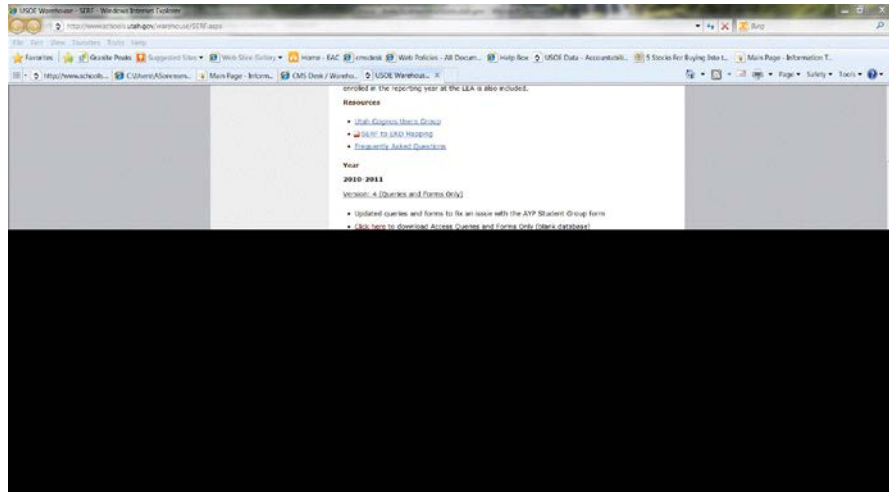 USOE Warehouse - SERF - Windows Internet Explorer
http://www.schools.utah.gov/warehouse/SERF.aspx
Bing
File Edit View Favorites Tools Help
Favorites Granite Peaks Suggested Sites Web Slice Gallery Home - EAC cmsdesk Web Policies - All Docum... Help Box USOE Data - Accountabili... 5 Stocks For Buying Into t... Main Page - Information T...
http://www.schools... Main Page - Inform... CMS Desk / Wareho... USOE Warehous... X Page Safety Tools
enrolled in the reporting year at the LEA is also included.
Resources
• Utah Cognos Users Group
• SERF to ERD Mapping
• Frequently Asked Questions
Year
2010-2011
Version: 4 (Queries and Forms Only)
• Updated queries and forms to fix an issue with the AYP Student Group form
• Click here to download Access Queries and Forms Only (blank database)